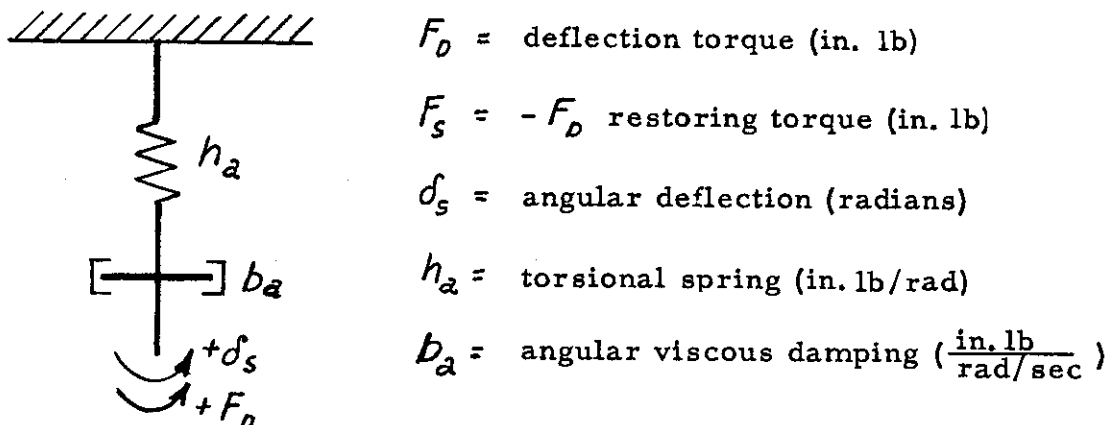 F_D = deflection torque (in. lb)
F_S = - F_D restoring torque (in. lb)
δ_s = angular deflection (radians)
h_a
h_a = torsional spring (in. lb/rad)
b_a
b_a = angular viscous damping (in. lb / rad/sec)
+δ_s
+ F_D